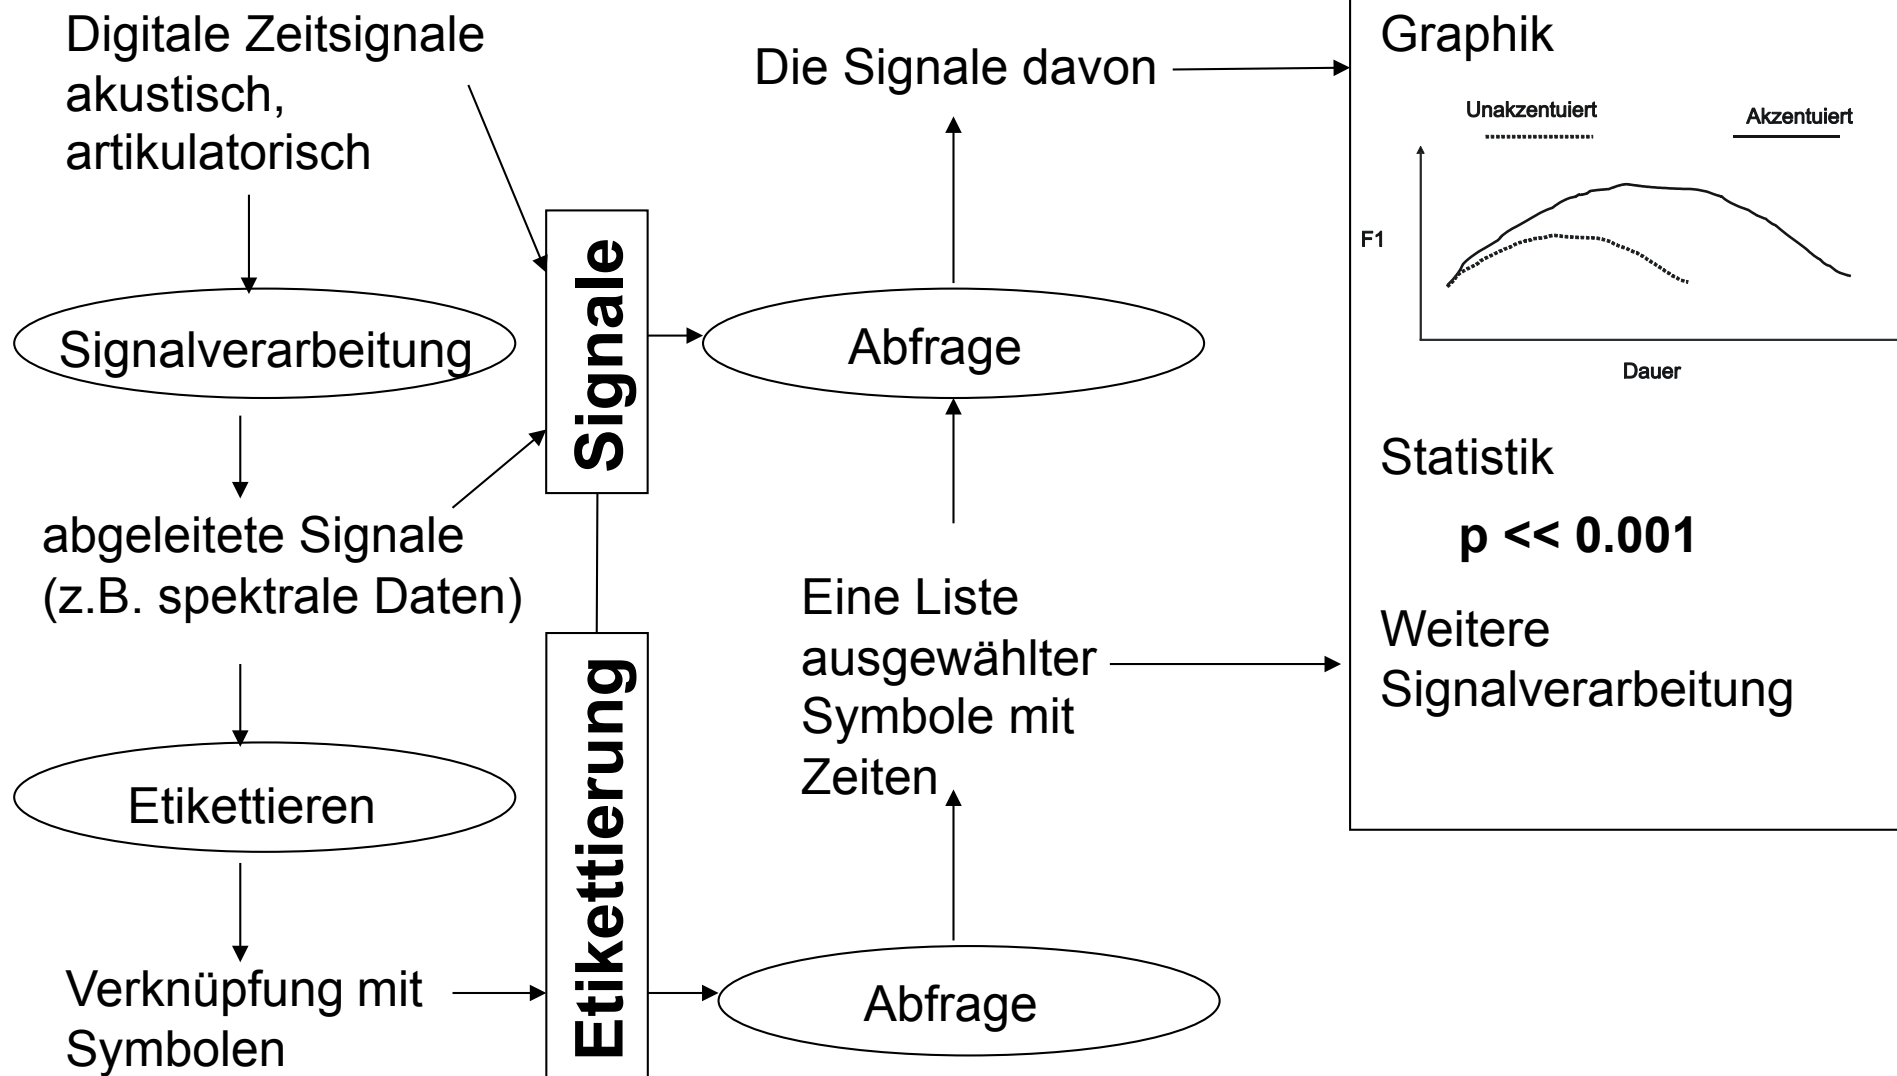 Digitale Zeitsignale
akustisch,
artikulatorisch
Signalverarbeitung
abgeleitete Signale
(z.B. spektrale Daten)
Etikettieren
Verknüpfung mit
Symbolen
Signale
Etikettierung
Die Signale davon
Abfrage
Eine Liste
ausgewählter
Symbole mit
Zeiten
Abfrage
Graphik
Unakzentuiert
Akzentuiert
F1
Dauer
Statistik
p << 0.001
Weitere
Signalverarbeitung